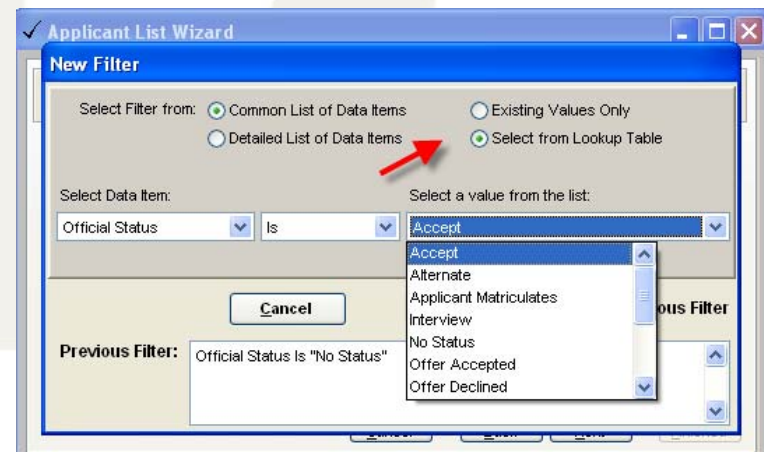 Applicant List Wizard
New Filter
Select Filter from: Common List of Data Items Existing Values Only
Detailed List of Data Items Select from Lookup Table
Select Data Item: Select a value from the list:
Official Status Is Accept
Accept
Alternate
Applicant Matriculates
Interview
No Status
Offer Accepted
Offer Declined
Cancel ous Filter
Previous Filter: Official Status Is "No Status"